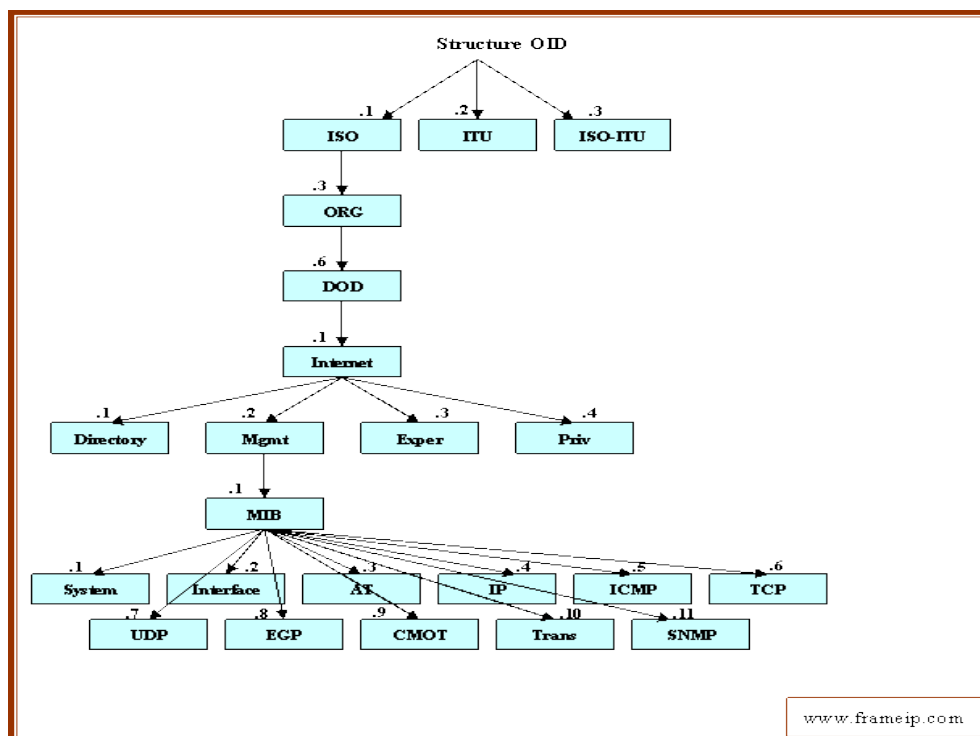 Structure OID
.1 .2 .3
ISO ITU ISO-ITU
.3
ORG
.6
DOD
.1
Internet
.1 .2 .3 .4
Directory Mgmt Exper Priv
.1
MIB
.1 .2 .3 .4 .5 .6
System Interface AT IP ICMP TCP
.7 .8 .9 .10 .11
UDP EGP CMOT Trans SNMP
www.frameip.com